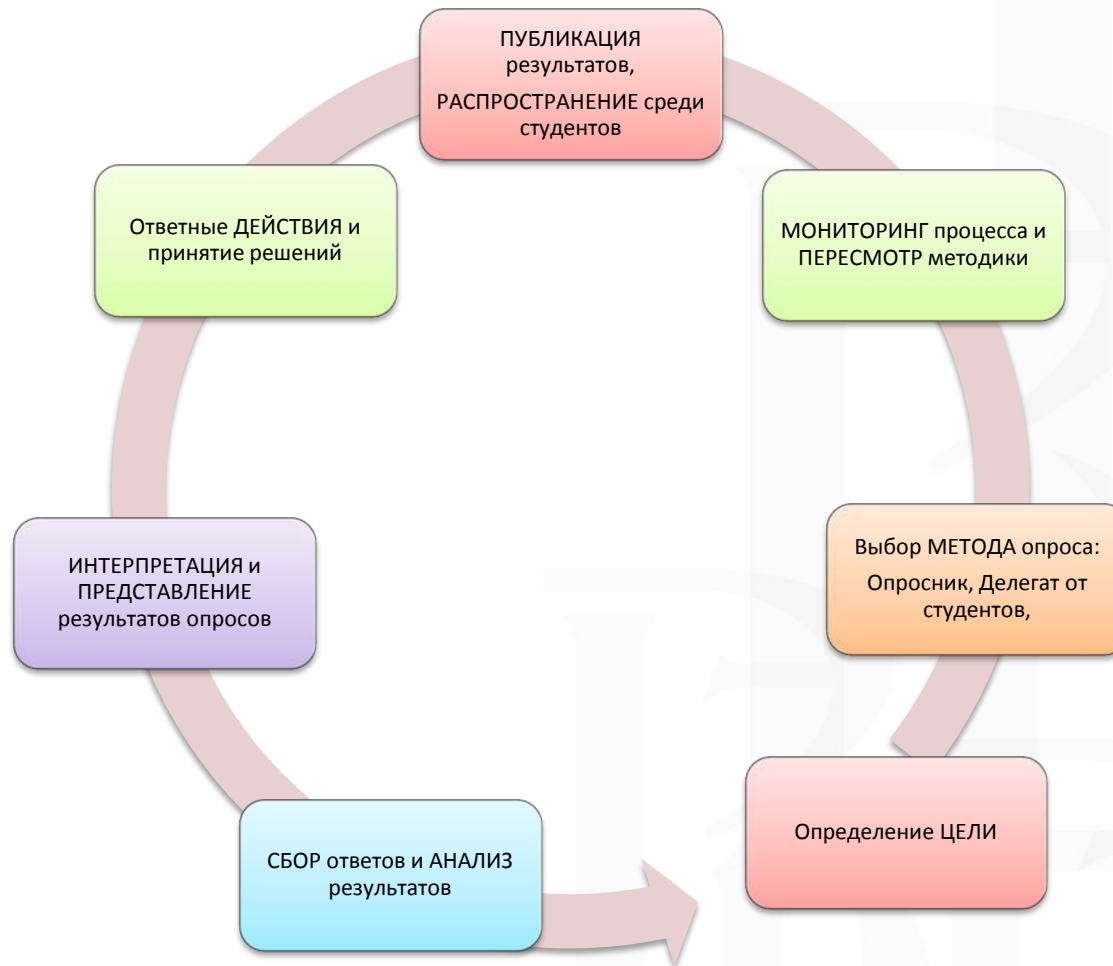 ПУБЛИКАЦИЯ
результатов,
РАСПРОСТРАНЕНИЕ среди
студентов
Ответные ДЕЙСТВИЯ и
принятие решений
МОНИТОРИНГ процесса и
ПЕРЕСМОТР методики
ИНТЕРПРЕТАЦИЯ и
ПРЕДСТАВЛЕНИЕ
результатов опросов
Выбор МЕТОДА опроса:
Опросник, Делегат от
студентов,
СБОР ответов и АНАЛИЗ
результатов
Определение ЦЕЛИ